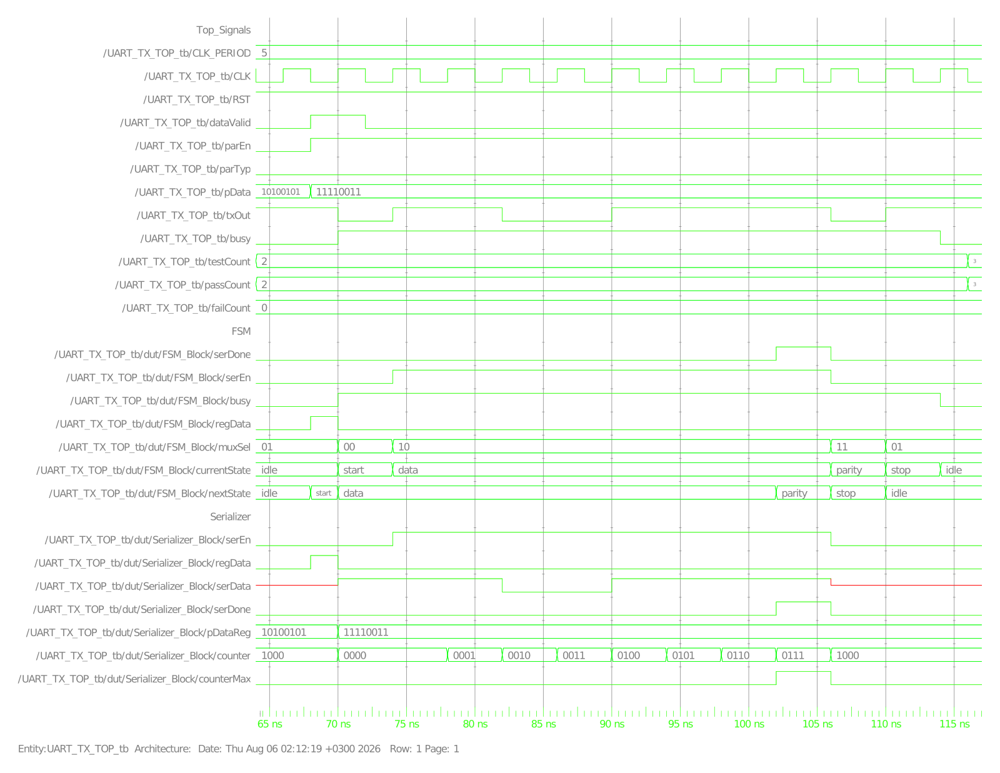 Top_Signals
/UART_TX_TOP_tb/CLK_PERIOD 5
/UART_TX_TOP_tb/CLK
/UART_TX_TOP_tb/RST
/UART_TX_TOP_tb/dataValid
/UART_TX_TOP_tb/parEn
/UART_TX_TOP_tb/parTyp
/UART_TX_TOP_tb/pData 10100101 11110011
/UART_TX_TOP_tb/txOut
/UART_TX_TOP_tb/busy
/UART_TX_TOP_tb/testCount 2 3
/UART_TX_TOP_tb/passCount 2 3
/UART_TX_TOP_tb/failCount 0
FSM
/UART_TX_TOP_tb/dut/FSM_Block/serDone
/UART_TX_TOP_tb/dut/FSM_Block/serEn
/UART_TX_TOP_tb/dut/FSM_Block/busy
/UART_TX_TOP_tb/dut/FSM_Block/regData
/UART_TX_TOP_tb/dut/FSM_Block/muxSel 01 00 10 11 01
/UART_TX_TOP_tb/dut/FSM_Block/currentState idle start data parity stop idle
/UART_TX_TOP_tb/dut/FSM_Block/nextState idle start data parity stop idle
Serializer
/UART_TX_TOP_tb/dut/Serializer_Block/serEn
/UART_TX_TOP_tb/dut/Serializer_Block/regData
/UART_TX_TOP_tb/dut/Serializer_Block/serData
/UART_TX_TOP_tb/dut/Serializer_Block/serDone
/UART_TX_TOP_tb/dut/Serializer_Block/pDataReg 10100101 11110011
/UART_TX_TOP_tb/dut/Serializer_Block/counter 1000 0000 0001 0010 0011 0100 0101 0110 0111 1000
/UART_TX_TOP_tb/dut/Serializer_Block/counterMax
65 ns 70 ns 75 ns 80 ns 85 ns 90 ns 95 ns 100 ns 105 ns 110 ns 115 ns
Entity:UART_TX_TOP_tb Architecture: Date: Thu Aug 06 02:12:19 +0300 2026 Row: 1 Page: 1